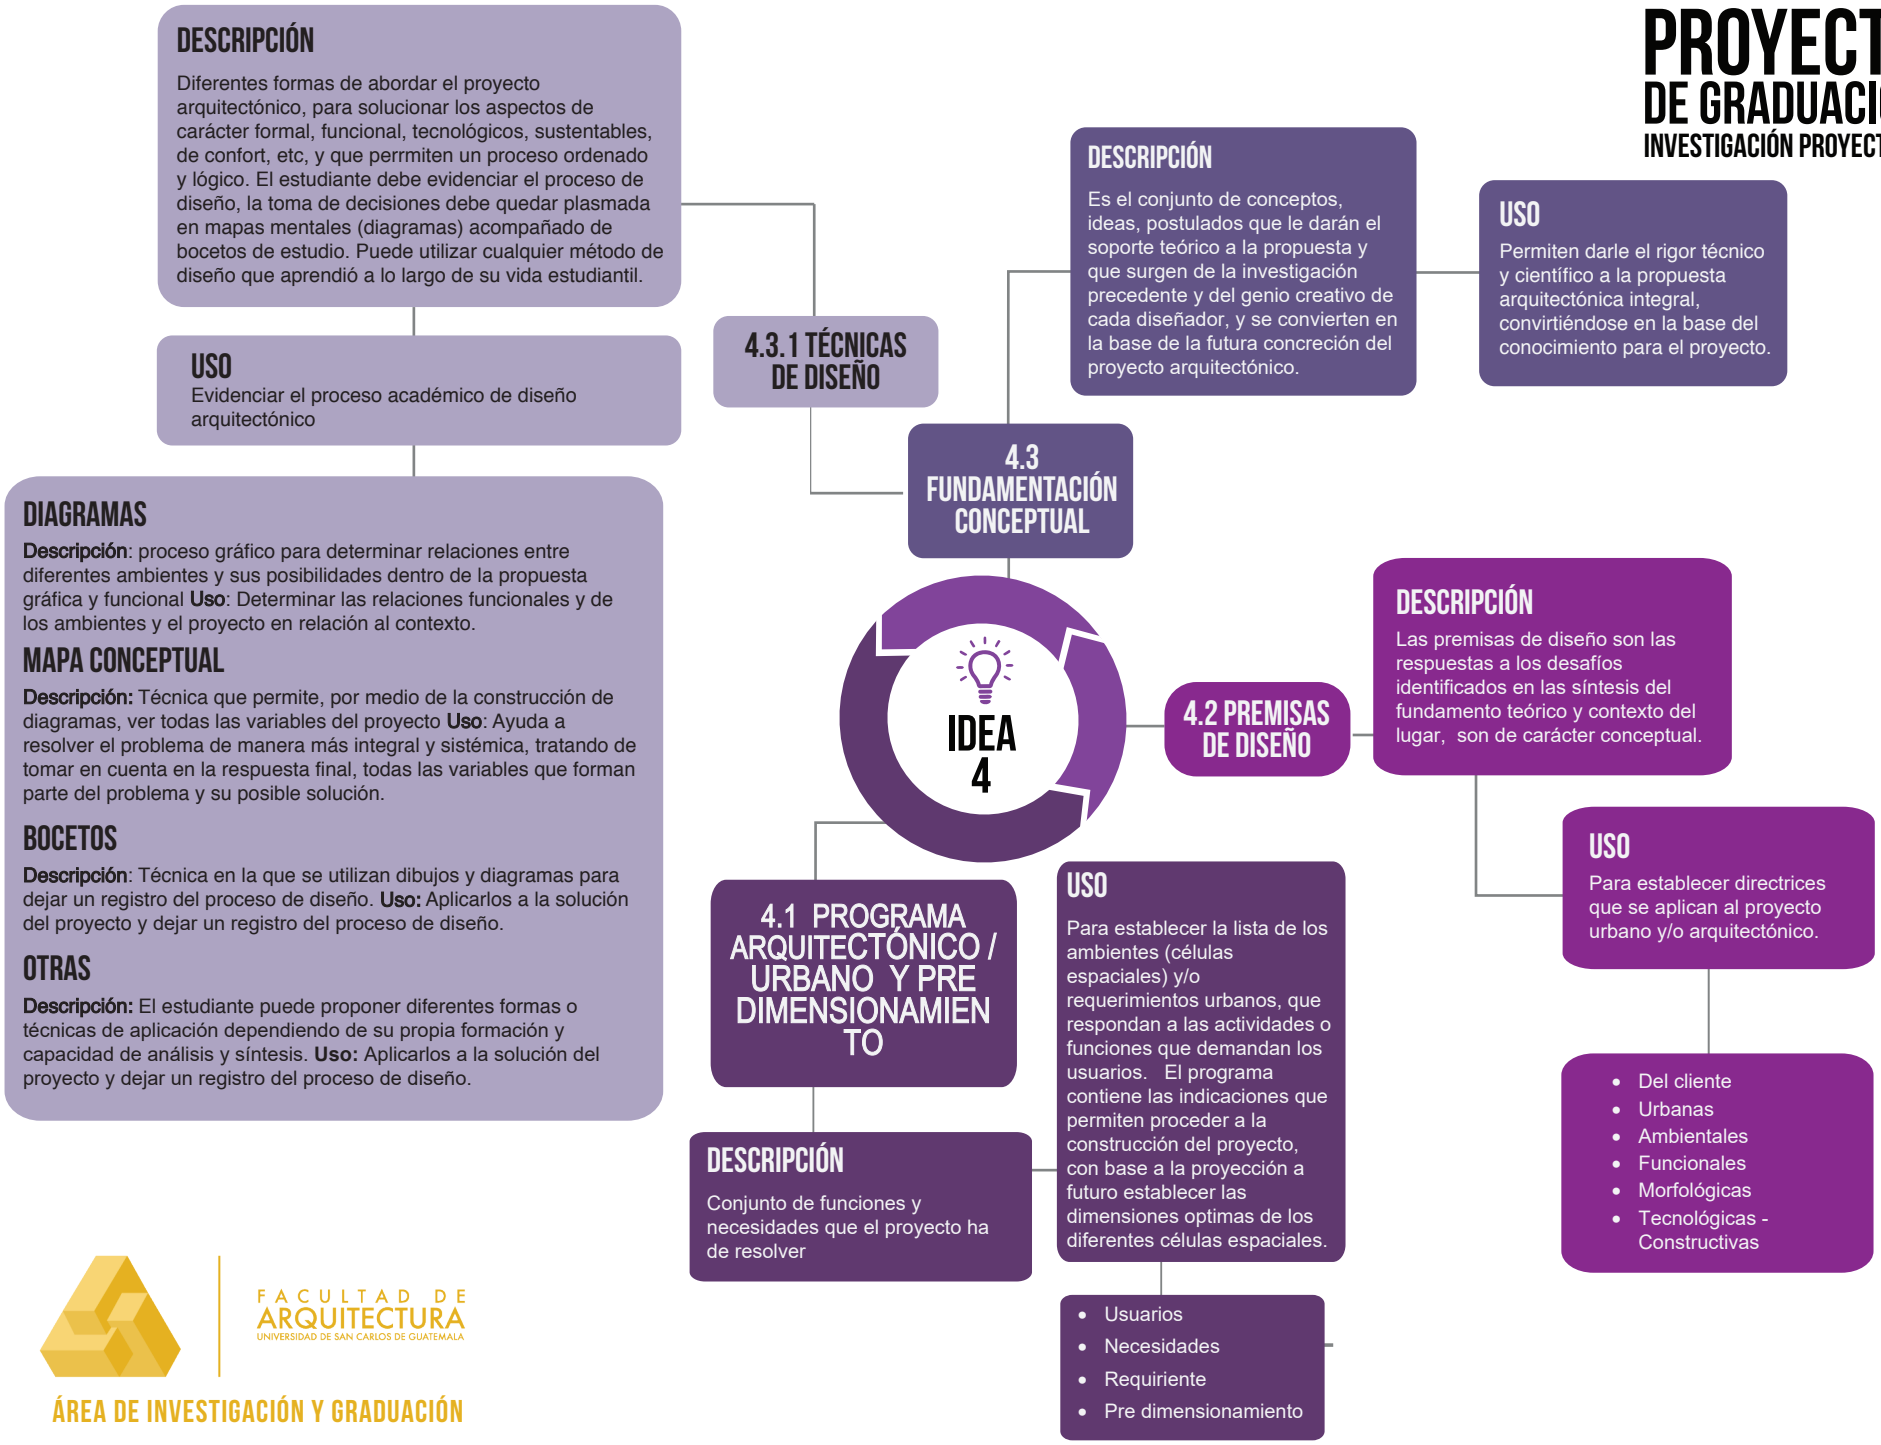 PROYECT
DE GRADUACI
INVESTIGACIÓN PROYECT
DESCRIPCIÓN
Diferentes formas de abordar el proyecto
arquitectónico, para solucionar los aspectos de
carácter formal, funcional, tecnológicos, sustentables,
de confort, etc, y que perrmiten un proceso ordenado
y lógico. El estudiante debe evidenciar el proceso de
diseño, la toma de decisiones debe quedar plasmada
en mapas mentales (diagramas) acompañado de
bocetos de estudio. Puede utilizar cualquier método de
diseño que aprendió a lo largo de su vida estudiantil.
USO
Evidenciar el proceso académico de diseño
arquitectónico
DIAGRAMAS
Descripción: proceso gráfico para determinar relaciones entre
diferentes ambientes y sus posibilidades dentro de la propuesta
gráfica y funcional Uso: Determinar las relaciones funcionales y de
los ambientes y el proyecto en relación al contexto.
MAPA CONCEPTUAL
Descripción: Técnica que permite, por medio de la construcción de
diagramas, ver todas las variables del proyecto Uso: Ayuda a
resolver el problema de manera más integral y sistémica, tratando de
tomar en cuenta en la respuesta final, todas las variables que forman
parte del problema y su posible solución.
BOCETOS
Descripción: Técnica en la que se utilizan dibujos y diagramas para
dejar un registro del proceso de diseño. Uso: Aplicarlos a la solución
del proyecto y dejar un registro del proceso de diseño.
OTRAS
Descripción: El estudiante puede proponer diferentes formas o
técnicas de aplicación dependiendo de su propia formación y
capacidad de análisis y síntesis. Uso: Aplicarlos a la solución del
proyecto y dejar un registro del proceso de diseño.
4.3.1 TÉCNICAS
DE DISEÑO
DESCRIPCIÓN
Es el conjunto de conceptos,
ideas, postulados que le darán el
soporte teórico a la propuesta y
que surgen de la investigación
precedente y del genio creativo de
cada diseñador, y se convierten en
la base de la futura concreción del
proyecto arquitectónico.
USO
Permiten darle el rigor técnico
y científico a la propuesta
arquitectónica integral,
convirtiéndose en la base del
conocimiento para el proyecto.
4.3
FUNDAMENTACIÓN
CONCEPTUAL
IDEA
4
4.2 PREMISAS
DE DISEÑO
DESCRIPCIÓN
Las premisas de diseño son las
respuestas a los desafíos
identificados en las síntesis del
fundamento teórico y contexto del
lugar, son de carácter conceptual.
USO
Para establecer directrices
que se aplican al proyecto
urbano y/o arquitectónico.
• Del cliente
• Urbanas
• Ambientales
• Funcionales
• Morfológicas
• Tecnológicas -
Constructivas
4.1 PROGRAMA
ARQUITECTÓNICO /
URBANO Y PRE
DIMENSIONAMIEN
TO
DESCRIPCIÓN
Conjunto de funciones y
necesidades que el proyecto ha
de resolver
USO
Para establecer la lista de los
ambientes (células
espaciales) y/o
requerimientos urbanos, que
respondan a las actividades o
funciones que demandan los
usuarios. El programa
contiene las indicaciones que
permiten proceder a la
construcción del proyecto,
con base a la proyección a
futuro establecer las
dimensiones optimas de los
diferentes células espaciales.
• Usuarios
• Necesidades
• Requiriente
• Pre dimensionamiento
FACULTAD DE
ARQUITECTURA
UNIVERSIDAD DE SAN CARLOS DE GUATEMALA
ÁREA DE INVESTIGACIÓN Y GRADUACIÓN